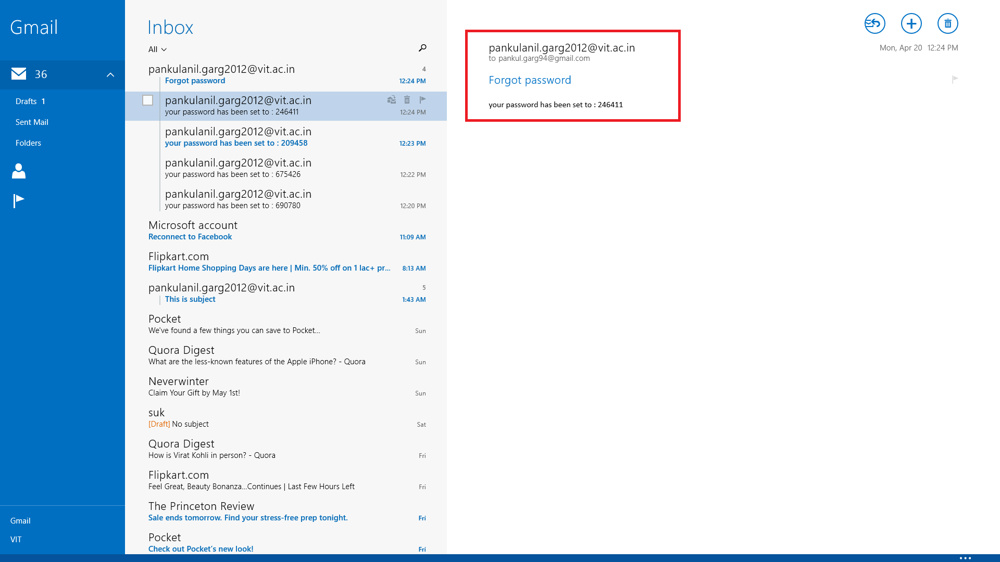 Gmail
36
Drafts 1
Sent Mail
Folders
Gmail
VIT
Inbox
All
pankulanil.garg2012@vit.ac.in 4
Forgot password 12:24 PM
pankulanil.garg2012@vit.ac.in
your password has been set to : 246411 12:24 PM
pankulanil.garg2012@vit.ac.in
your password has been set to : 209458 12:23 PM
pankulanil.garg2012@vit.ac.in
your password has been set to : 675426 12:22 PM
pankulanil.garg2012@vit.ac.in
your password has been set to : 690780 12:20 PM
Microsoft account
Reconnect to Facebook 11:09 AM
Flipkart.com
Flipkart Home Shopping Days are here | Min. 50% off on 1 lac+ pr... 8:13 AM
pankulanil.garg2012@vit.ac.in 5
This is subject 1:43 AM
Pocket
We've found a few things you can save to Pocket... Sun
Quora Digest
What are the less-known features of the Apple iPhone? - Quora Sun
Neverwinter
Claim Your Gift by May 1st! Sun
suk
[Draft] No subject Sat
Quora Digest
How is Virat Kohli in person? - Quora Fri
Flipkart.com
Feel Great, Beauty Bonanza...Continues | Last Few Hours Left Fri
The Princeton Review
Sale ends tomorrow. Find your stress-free prep tonight. Fri
Pocket
Check out Pocket's new look! Fri
pankulanil.garg2012@vit.ac.in
to pankul.garg94@gmail.com
Mon, Apr 20 12:24 PM
Forgot password
your password has been set to : 246411